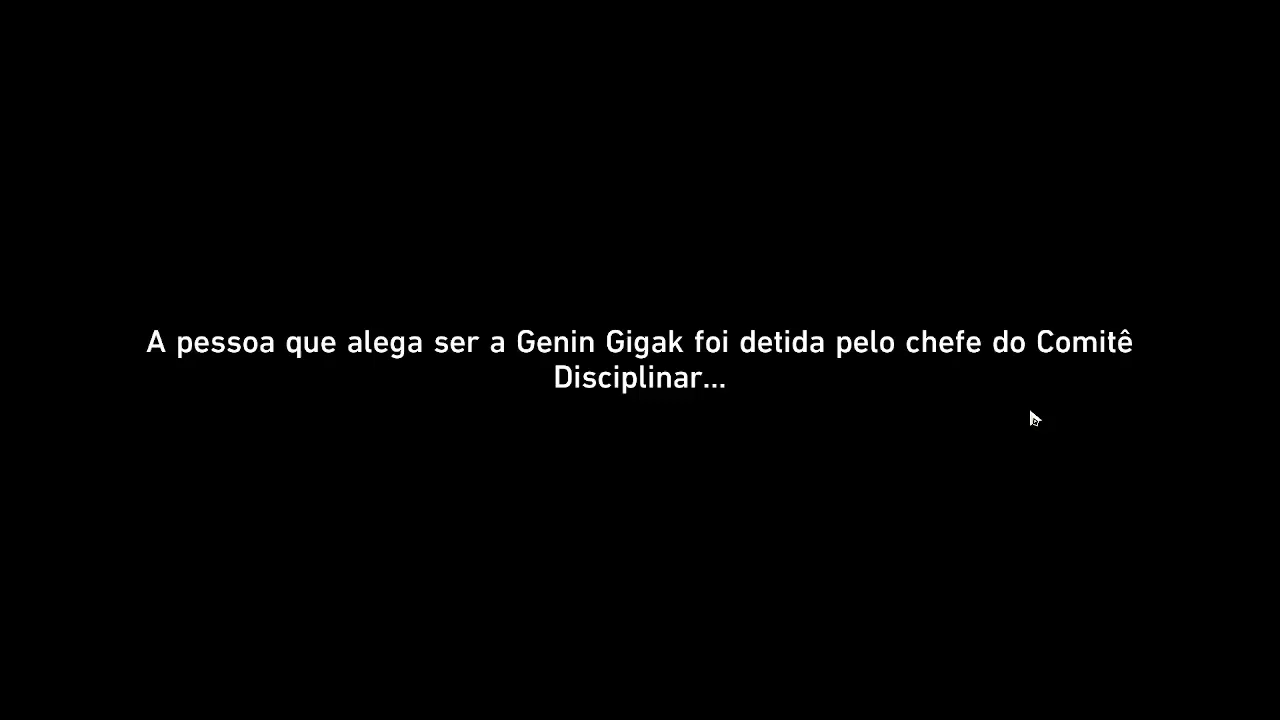 A pessoa que alega ser a Genin Gigak foi detida pelo chefe do Comitê
Disciplinar...